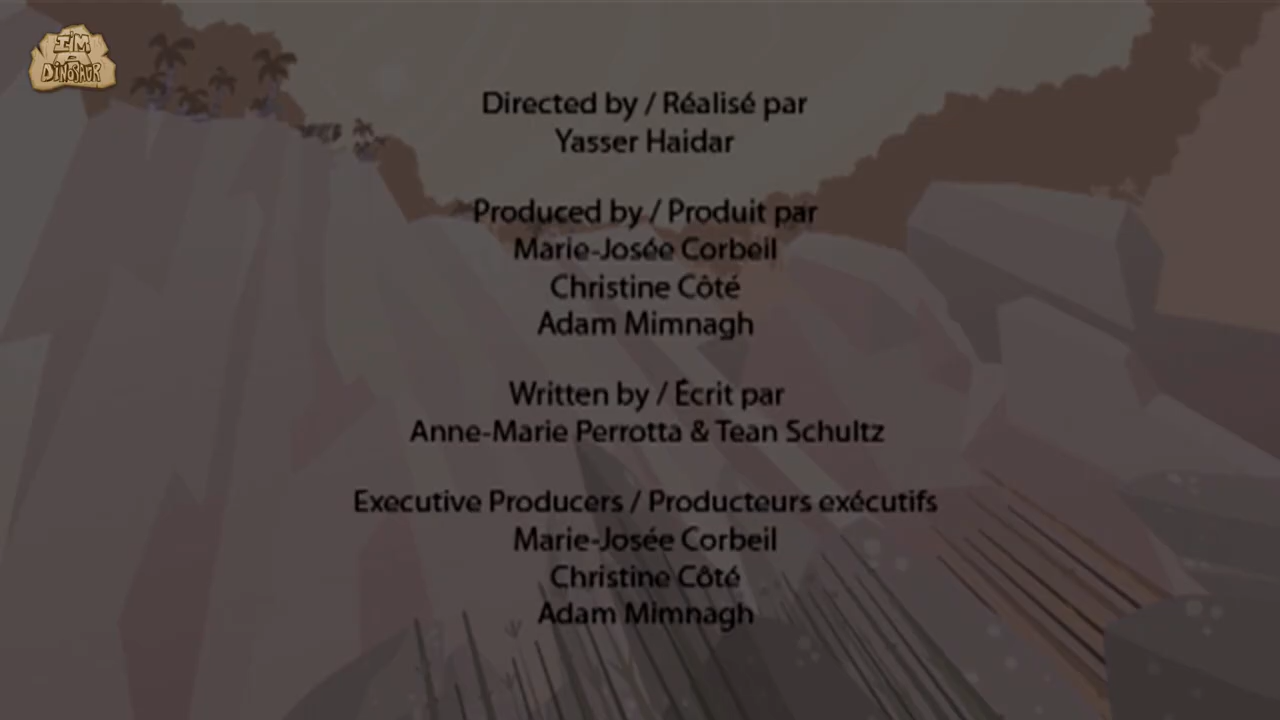 I'M
A
DINOSAUR
Directed by / Réalisé par
Yasser Haidar
Produced by / Produit par
Marie-Josée Corbeil
Christine Côté
Adam Mimnagh
Written by / Écrit par
Anne-Marie Perrotta & Tean Schultz
Executive Producers / Producteurs exécutifs
Marie-Josée Corbeil
Christine Côté
Adam Mimnagh